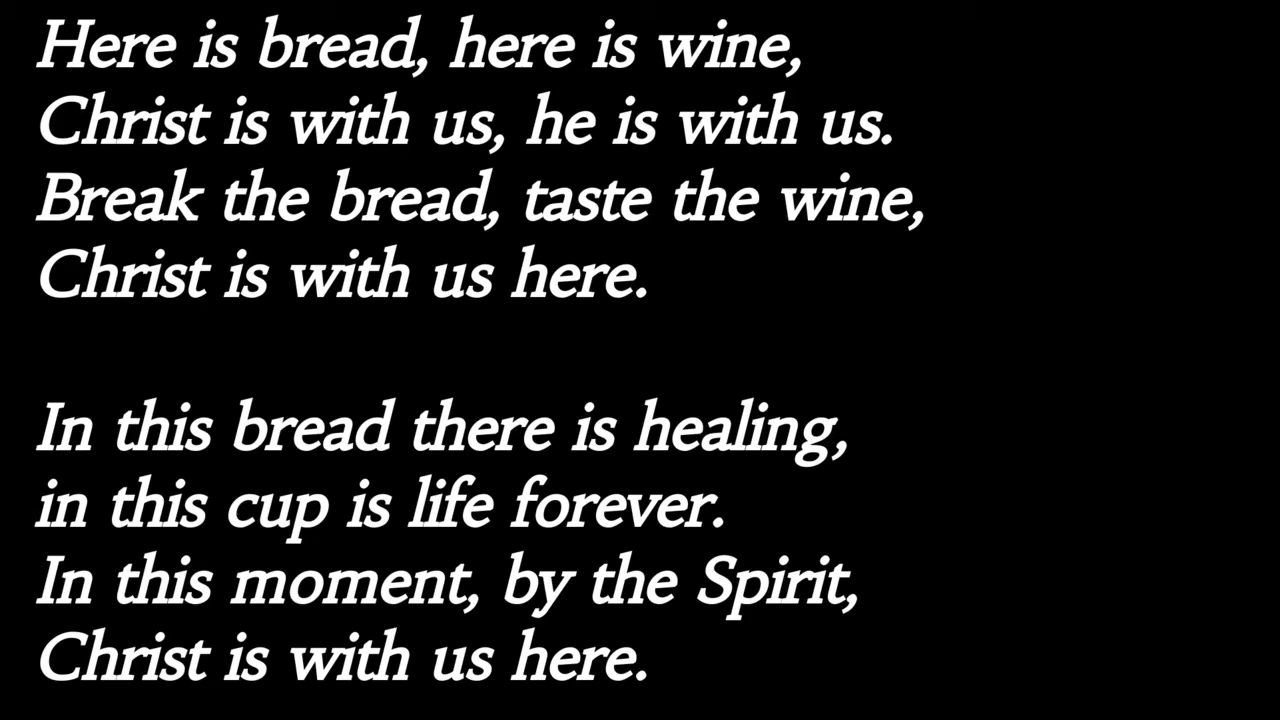 Here is bread, here is wine,
Christ is with us, he is with us.
Break the bread, taste the wine,
Christ is with us here.
In this bread there is healing,
in this cup is life forever.
In this moment, by the Spirit,
Christ is with us here.